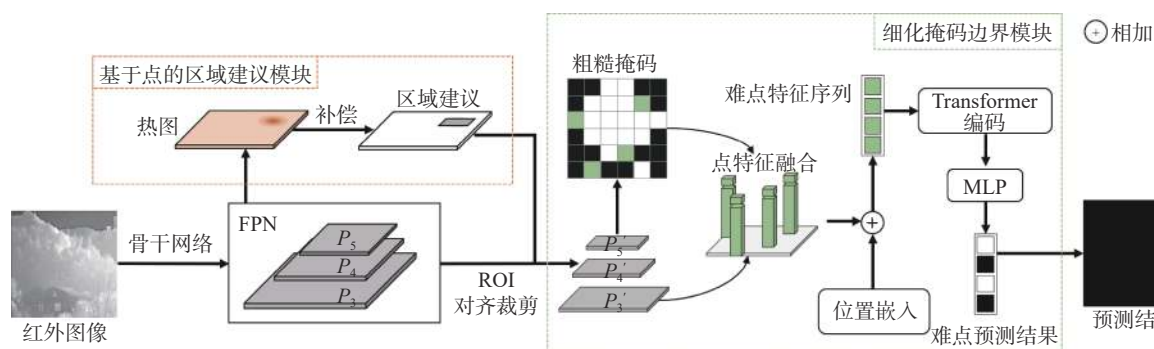 细化掩码边界模块
相加
基于点的区域建议模块
粗糙掩码
区域建议
难点特征序列
Transformer
编码
热图
补偿
点特征融合
MLP
FPN
骨干网络
P₅
P₄
P₃
P₅′
P₄′
P₃′
ROI
对齐裁剪
位置嵌入
红外图像
难点预测结果
预测结